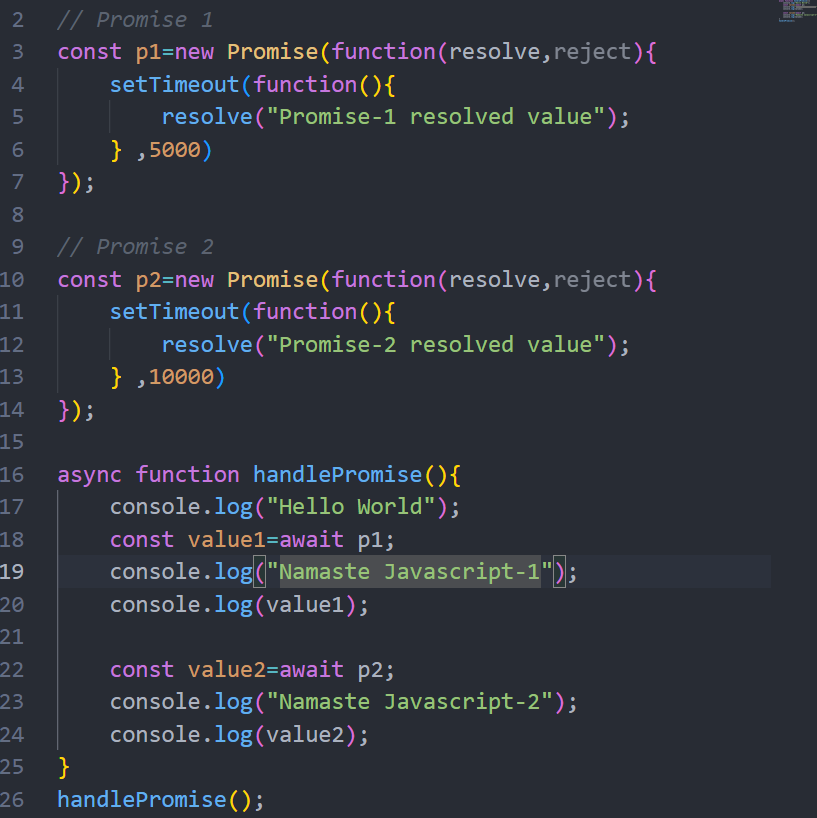 2 // Promise 1
3 const p1=new Promise(function(resolve,reject){
4     setTimeout(function(){
5         resolve("Promise-1 resolved value");
6     } ,5000)
7 });
8
9 // Promise 2
10 const p2=new Promise(function(resolve,reject){
11     setTimeout(function(){
12         resolve("Promise-2 resolved value");
13     } ,10000)
14 });
15
16 async function handlePromise(){
17     console.log("Hello World");
18     const value1=await p1;
19     console.log("Namaste Javascript-1");
20     console.log(value1);
21
22     const value2=await p2;
23     console.log("Namaste Javascript-2");
24     console.log(value2);
25 }
26 handlePromise();